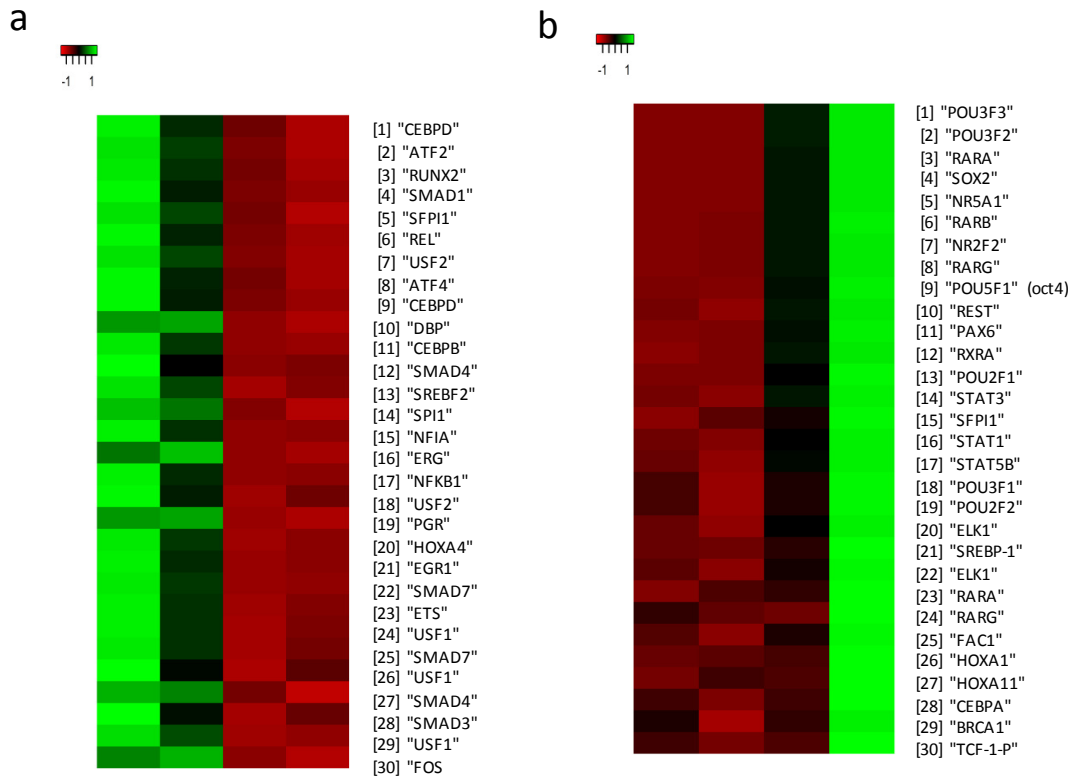 a
-1 1
[1] "CEBPD"
[2] "ATF2"
[3] "RUNX2"
[4] "SMAD1"
[5] "SFPI1"
[6] "REL"
[7] "USF2"
[8] "ATF4"
[9] "CEBPD"
[10] "DBP"
[11] "CEBPB"
[12] "SMAD4"
[13] "SREBF2"
[14] "SPI1"
[15] "NFIA"
[16] "ERG"
[17] "NFKB1"
[18] "USF2"
[19] "PGR"
[20] "HOXA4"
[21] "EGR1"
[22] "SMAD7"
[23] "ETS"
[24] "USF1"
[25] "SMAD7"
[26] "USF1"
[27] "SMAD4"
[28] "SMAD3"
[29] "USF1"
[30] "FOS
b
-1 1
[1] "POU3F3"
[2] "POU3F2"
[3] "RARA"
[4] "SOX2"
[5] "NR5A1"
[6] "RARB"
[7] "NR2F2"
[8] "RARG"
[9] "POU5F1" (oct4)
[10] "REST"
[11] "PAX6"
[12] "RXRA"
[13] "POU2F1"
[14] "STAT3"
[15] "SFPI1"
[16] "STAT1"
[17] "STAT5B"
[18] "POU3F1"
[19] "POU2F2"
[20] "ELK1"
[21] "SREBP-1"
[22] "ELK1"
[23] "RARA"
[24] "RARG"
[25] "FAC1"
[26] "HOXA1"
[27] "HOXA11"
[28] "CEBPA"
[29] "BRCA1"
[30] "TCF-1-P"